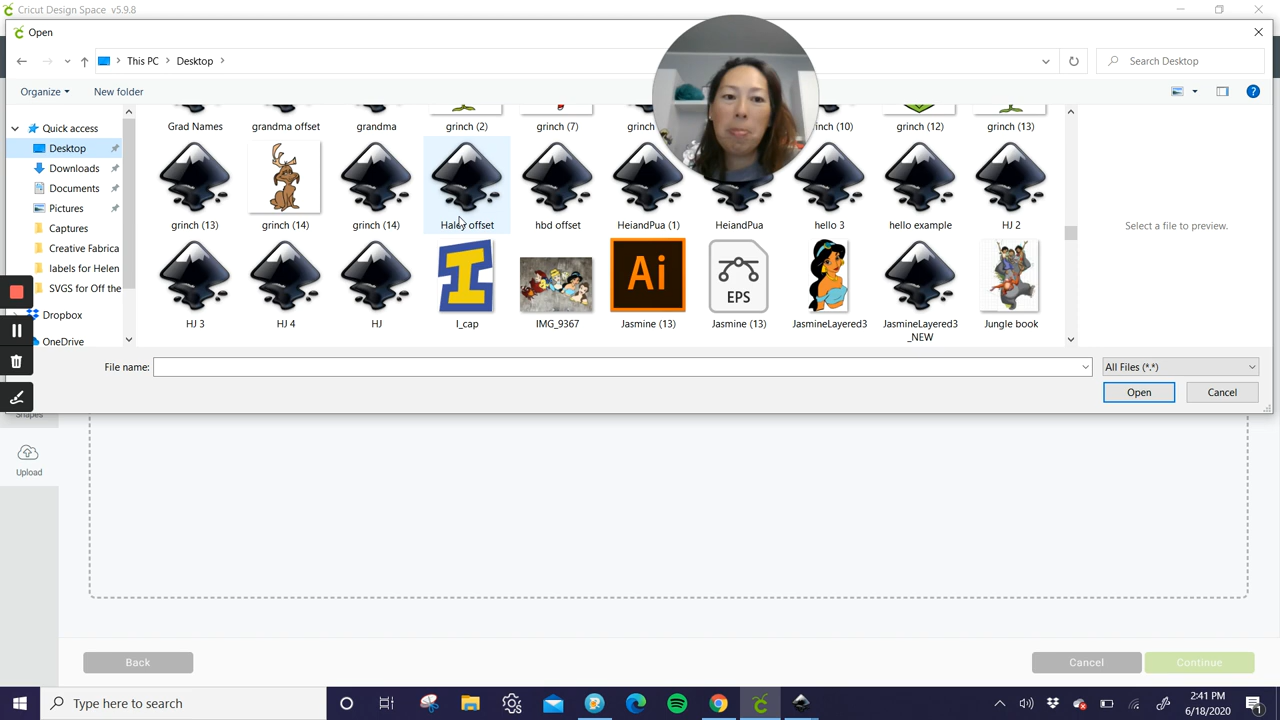 Cricut Design Space v5.9.8
Open
This PC > Desktop >
Search Desktop
Organize
New folder
Quick access
Desktop
Downloads
Documents
Pictures
Captures
Creative Fabrica
labels for Helen
SVGS for Off the
Dropbox
OneDrive
Grad Names
grandma offset
grandma
grinch (2)
grinch (7)
grinch
(10)
grinch (12)
grinch (13)
grinch (13)
grinch (14)
grinch (14)
Haley offset
hbd offset
HeiandPua (1)
HeiandPua
hello 3
hello example
HJ 2
Ai
EPS
HJ 3
HJ 4
HJ
I_cap
IMG_9367
Jasmine (13)
Jasmine (13)
JasmineLayered3
JasmineLayered3
_NEW
Jungle book
Select a file to preview.
File name:
All Files (*.*)
Open
Cancel
Shapes
Upload
Back
Cancel
Continue
Type here to search
2:41 PM
6/18/2020